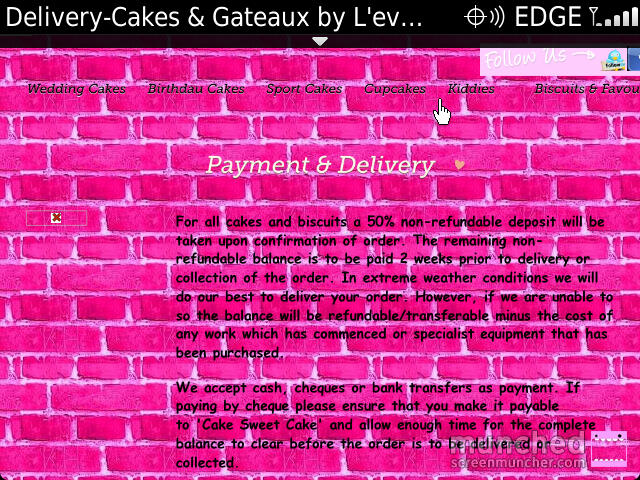 Delivery-Cakes & Gateaux by L'ev... EDGE
Follow Us
Wedding Cakes Birthdau Cakes Sport Cakes Cupcakes Kiddies Biscuits & Favou
Payment & Delivery
For all cakes and biscuits a 50% non-refundable deposit will be
taken upon confirmation of order. The remaining non-
refundable balance is to be paid 2 weeks prior to delivery or
collection of the order. In extreme weather conditions we will
do our best to deliver your order. However, if we are unable to
so the balance will be refundable/transferable minus the cost of
any work which has commenced or specialist equipment that has
been purchased.
We accept cash, cheques or bank transfers as payment. If
paying by cheque please ensure that you make it payable
to 'Cake Sweet Cake' and allow enough time for the complete
balance to clear before the order is to be delivered or
collected.
munched
screenmuncher.com